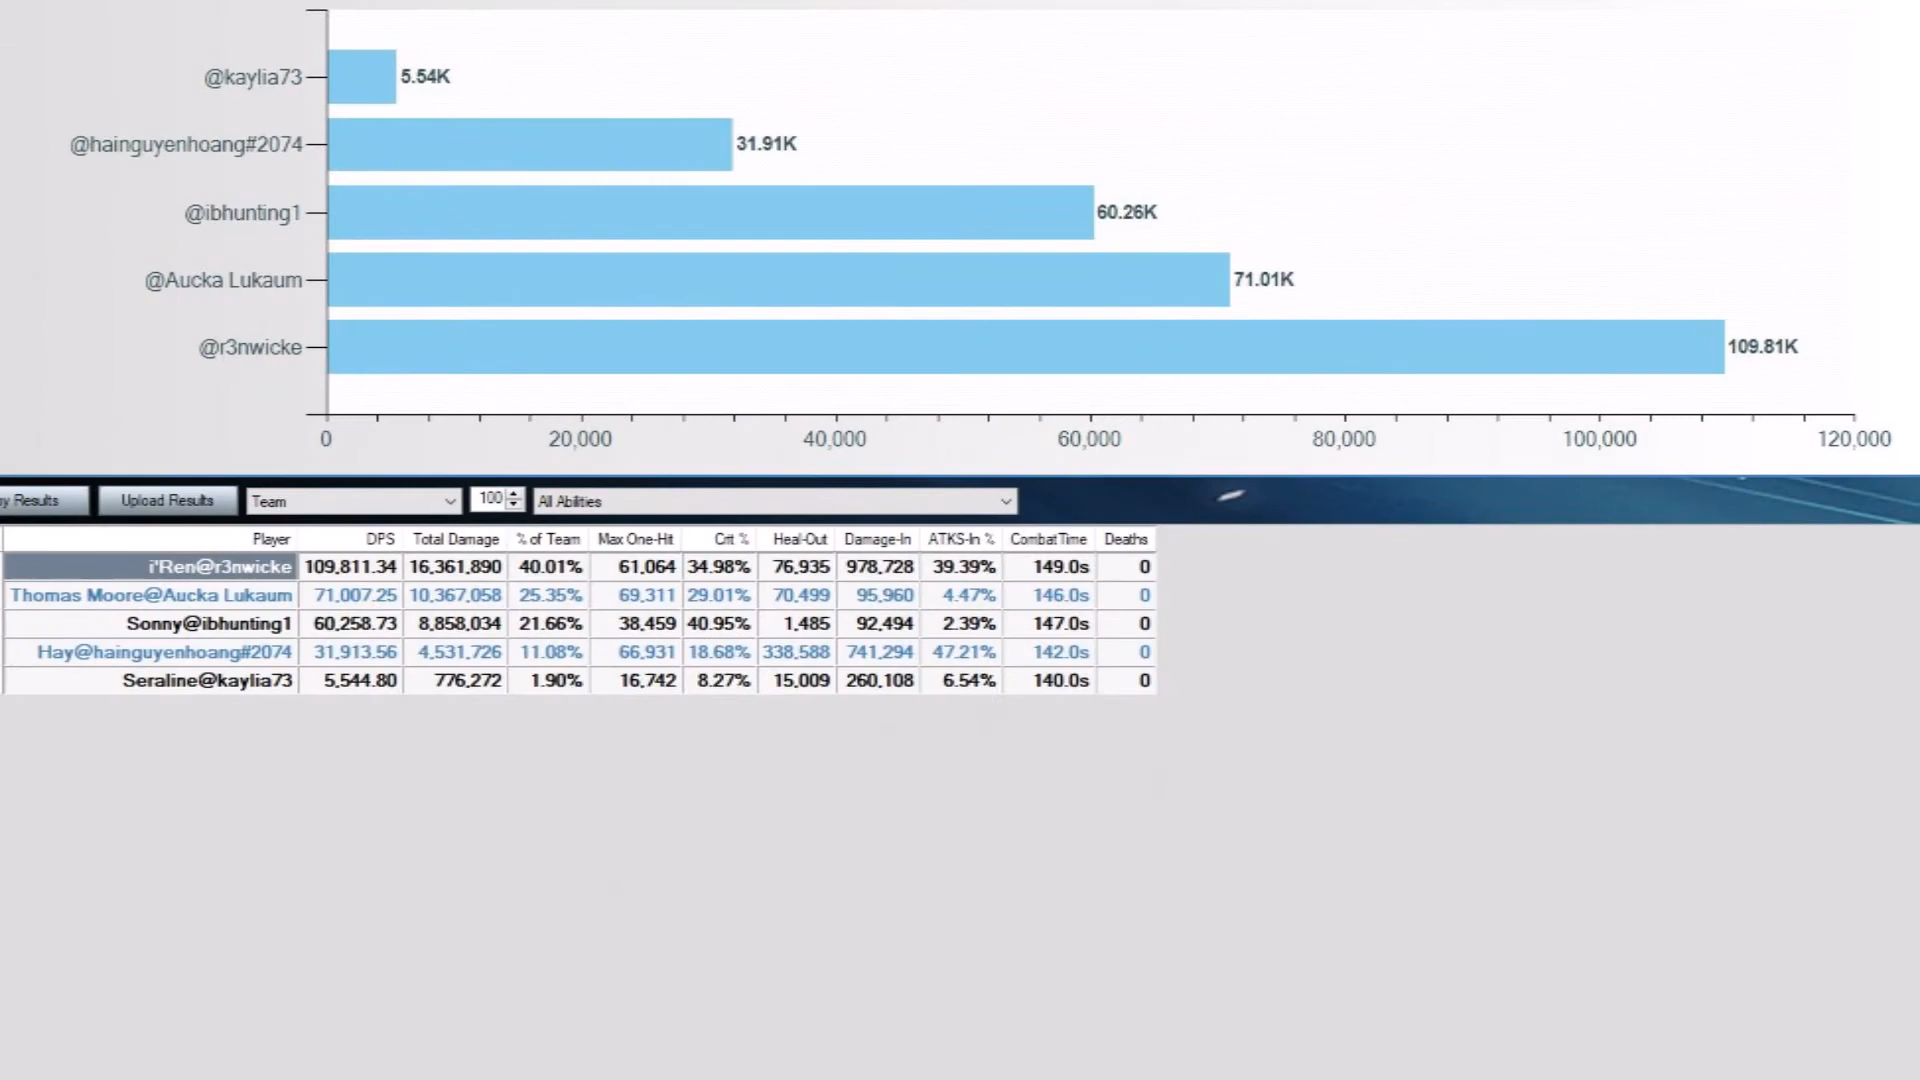 @kaylia73 5.54K
@hainguyenhoang#2074 31.91K
@ibhunting1 60.26K
@Aucka Lukaum 71.01K
@r3nwicke 109.81K
0 20,000 40,000 60,000 80,000 100,000 120,000
y Results Upload Results Team 100 All Abilities
Player DPS Total Damage % of Team Max One-Hit Crit % Heal-Out Damage-In ATKS-In % CombatTime Deaths
i'Ren@r3nwicke 109,811.34 16,361,890 40.01% 61,064 34.98% 76,935 978,728 39.39% 149.0s 0
Thomas Moore@Aucka Lukaum 71,007.25 10,367,058 25.35% 69,311 29.01% 70,499 95,960 4.47% 146.0s 0
Sonny@ibhunting1 60,258.73 8,858,034 21.66% 38,459 40.95% 1,485 92,494 2.39% 147.0s 0
Hay@hainguyenhoang#2074 31,913.56 4,531,726 11.08% 66,931 18.68% 338,588 741,294 47.21% 142.0s 0
Seraline@kaylia73 5,544.80 776,272 1.90% 16,742 8.27% 15,009 260,108 6.54% 140.0s 0